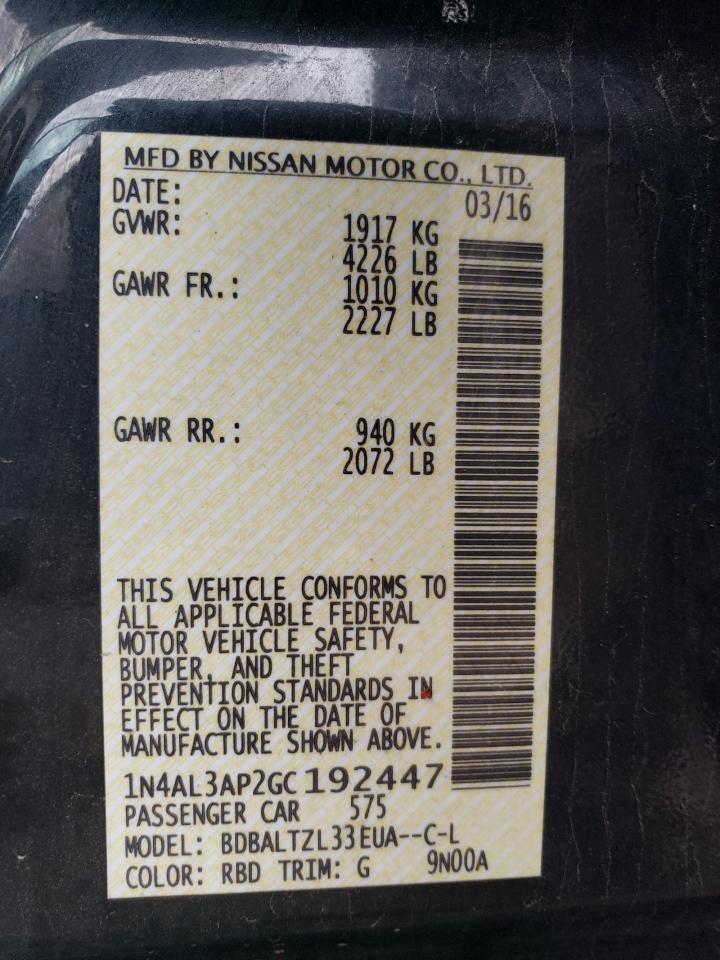 MFD BY NISSAN MOTOR CO., LTD.
DATE: 03/16
GVWR: 1917 KG
4226 LB
GAWR FR.: 1010 KG
2227 LB
GAWR RR.: 940 KG
2072 LB
THIS VEHICLE CONFORMS TO
ALL APPLICABLE FEDERAL
MOTOR VEHICLE SAFETY,
BUMPER, AND THEFT
PREVENTION STANDARDS IN
EFFECT ON THE DATE OF
MANUFACTURE SHOWN ABOVE.
1N4AL3AP2GC192447
PASSENGER CAR 575
MODEL: BDBALTZL33EUA--C-L
COLOR: RBD TRIM: G 9N00A